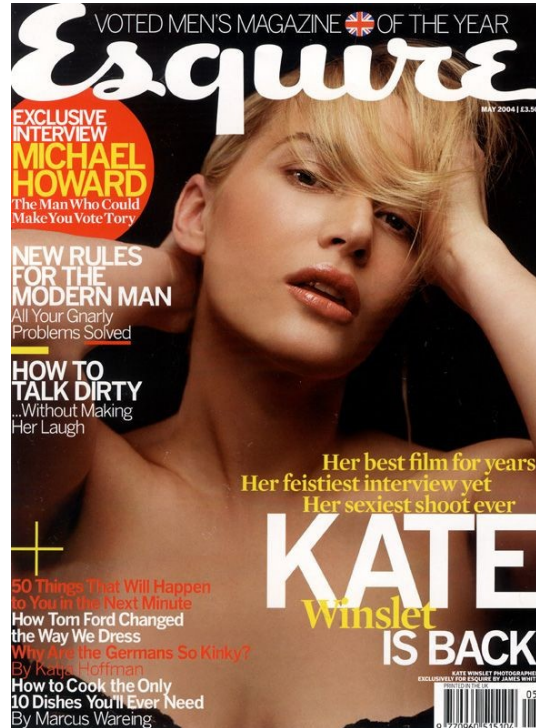 VOTED MEN'S MAGAZINE OF THE YEAR
Esquire
MAY 2004 | £3.50
EXCLUSIVE
INTERVIEW
MICHAEL
HOWARD
The Man Who Could
Make You Vote Tory
NEW RULES
FOR THE
MODERN MAN
All Your Gnarly
Problems Solved
HOW TO
TALK DIRTY
...Without Making
Her Laugh
Her best film for years
Her feistiest interview yet
Her sexiest shoot ever
KATE
Winslet
IS BACK
KATE WINSLET PHOTOGRAPHED
EXCLUSIVELY FOR ESQUIRE BY JAMES WHITE
50 Things That Will Happen
to You in the Next Minute
How Tom Ford Changed
the Way We Dress
Why Are the Germans So Kinky?
By Katja Hoffman
How to Cook the Only
10 Dishes You'll Ever Need
By Marcus Wareing
PRINTED IN THE UK
05
9 770960 515104